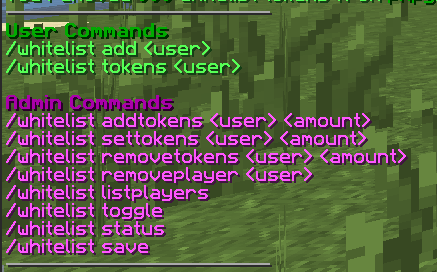 User Commands
/whitelist add <user>
/whitelist tokens <user>
Admin Commands
/whitelist addtokens <user> <amount>
/whitelist settokens <user> <amount>
/whitelist removetokens <user> <amount>
/whitelist removeplayer <user>
/whitelist listplayers
/whitelist toggle
/whitelist status
/whitelist save